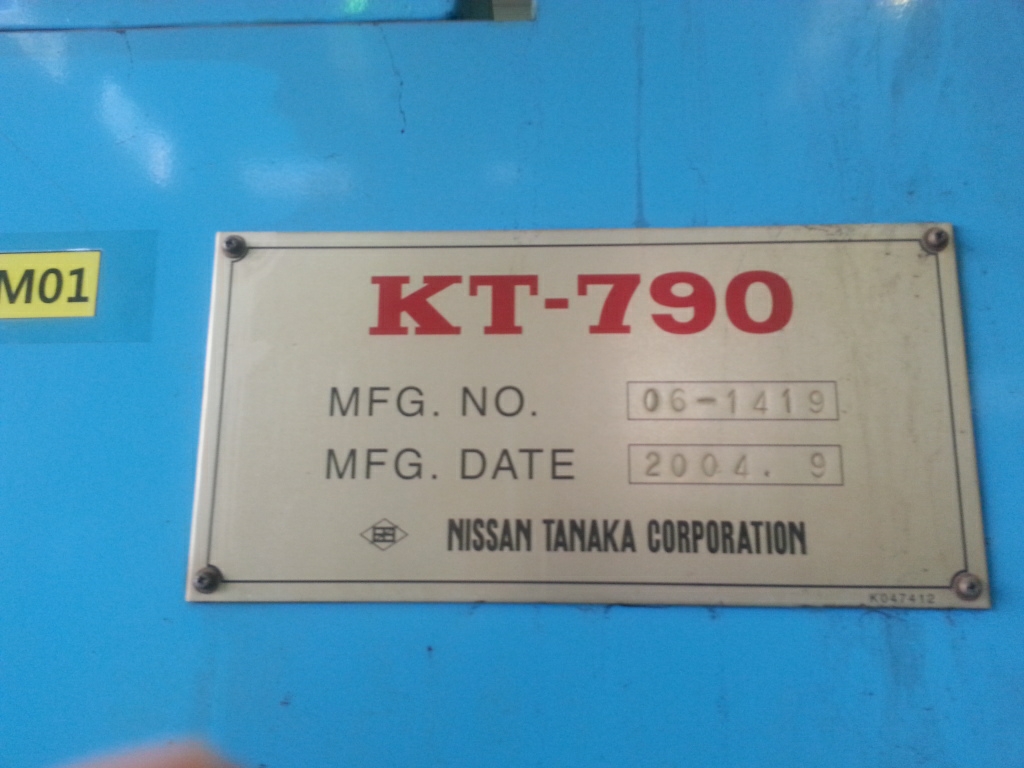 M01
KT-790
MFG. NO. 06-1419
MFG. DATE 2004. 9
NISSAN TANAKA CORPORATION
K047412